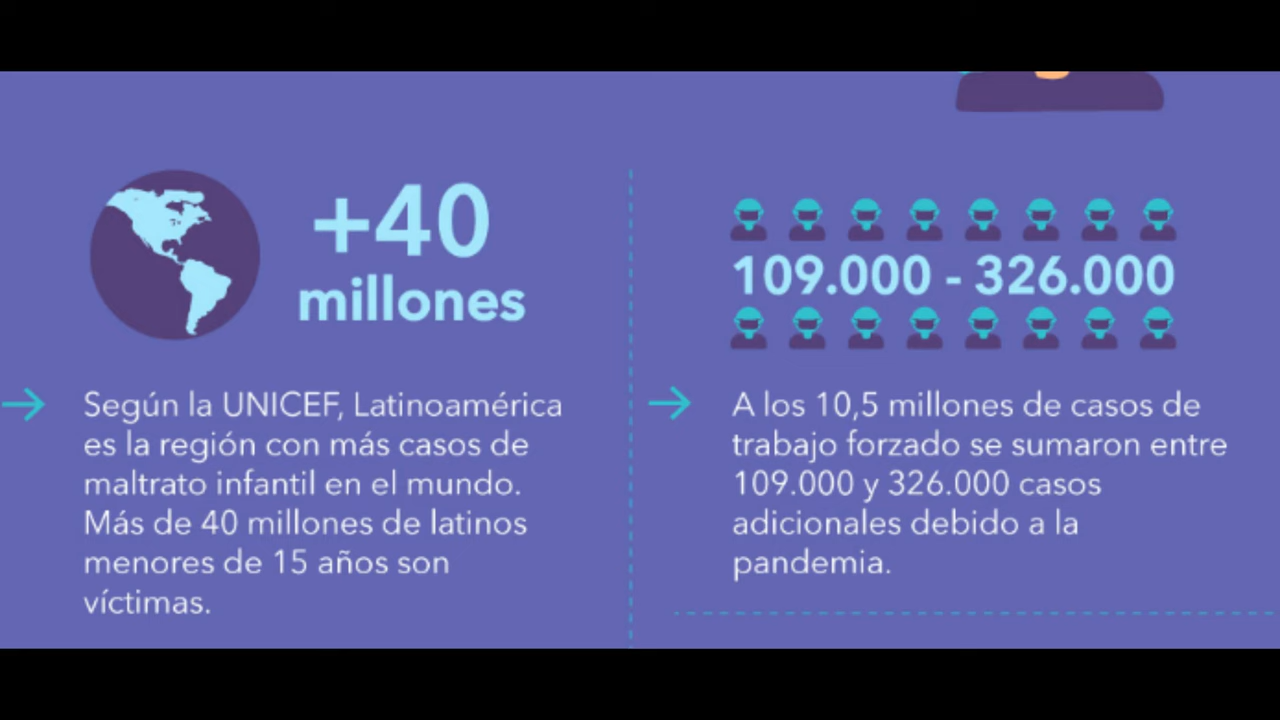 +40
millones
Según la UNICEF, Latinoamérica
es la región con más casos de
maltrato infantil en el mundo.
Más de 40 millones de latinos
menores de 15 años son
víctimas.
109.000 - 326.000
A los 10,5 millones de casos de
trabajo forzado se sumaron entre
109.000 y 326.000 casos
adicionales debido a la
pandemia.